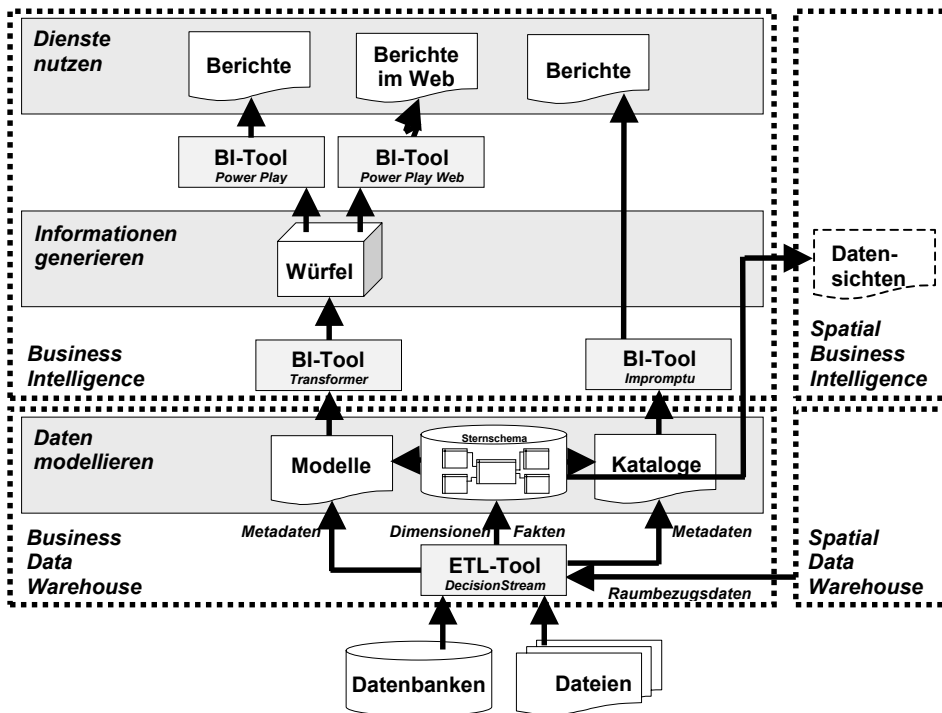 Dienste
nutzen
Berichte
Berichte
im Web
Berichte
BI-Tool
Power Play
BI-Tool
Power Play Web
Informationen
generieren
Würfel
Daten-
sichten
Business
Intelligence
BI-Tool
Transformer
BI-Tool
Impromptu
Spatial
Business
Intelligence
Daten
modellieren
Modelle
Sternschema
Kataloge
Metadaten
Dimensionen
Fakten
Metadaten
Business
Data
Warehouse
ETL-Tool
DecisionStream
Raumbezugsdaten
Spatial
Data
Warehouse
Datenbanken
Dateien